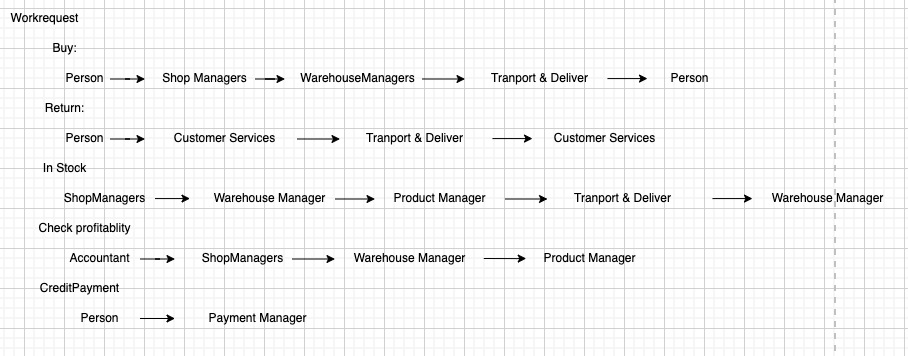 Workrequest
Buy:
Person Shop Managers WarehouseManagers Tranport & Deliver Person
Return:
Person Customer Services Tranport & Deliver Customer Services
In Stock
ShopManagers Warehouse Manager Product Manager Tranport & Deliver Warehouse Manager
Check profitablity
Accountant ShopManagers Warehouse Manager Product Manager
CreditPayment
Person Payment Manager